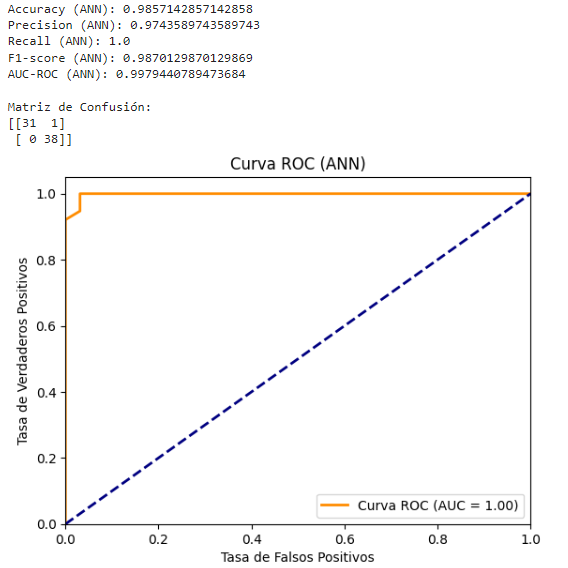 Accuracy (ANN): 0.9857142857142858
Precision (ANN): 0.9743589743589743
Recall (ANN): 1.0
F1-score (ANN): 0.9870129870129869
AUC-ROC (ANN): 0.9979440789473684
Matriz de Confusión:
[[31  1]
 [ 0 38]]
Curva ROC (ANN)
1.0
0.8
0.6
0.4
0.2
0.0
Tasa de Verdaderos Positivos
Curva ROC (AUC = 1.00)
0.0 0.2 0.4 0.6 0.8 1.0
Tasa de Falsos Positivos